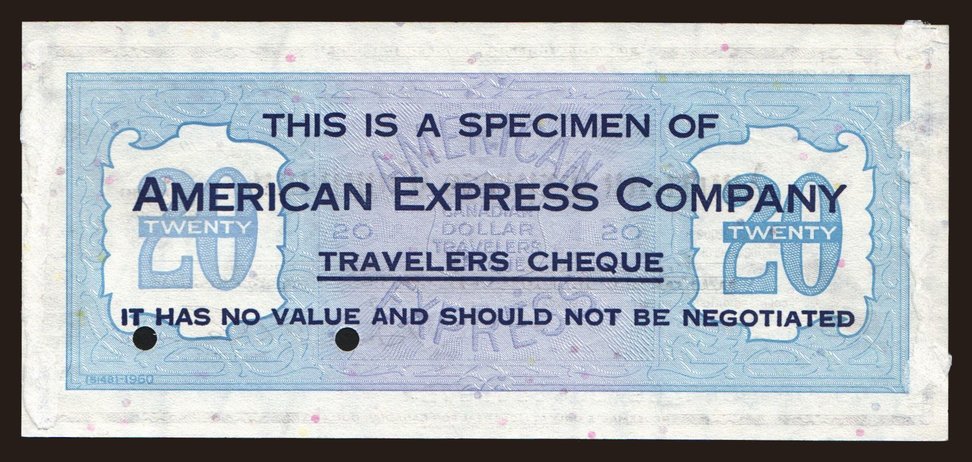 THIS IS A SPECIMEN OF
AMERICAN
AMERICAN EXPRESS COMPANY
20 TWENTY
20 TWENTY
CANADIAN
20 DOLLAR 20
TRAVELERS
TRAVELERS CHEQUE
EXPRESS
IT HAS NO VALUE AND SHOULD NOT BE NEGOTIATED